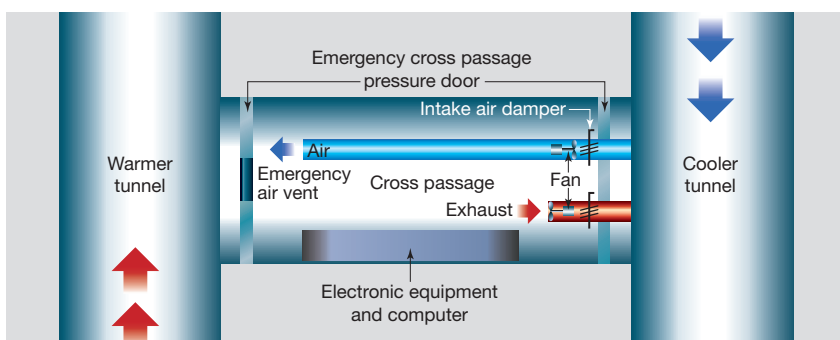 Emergency cross passage
pressure door
Intake air damper
Air
Warmer
tunnel
Emergency
air vent
Cross passage
Fan
Cooler
tunnel
Exhaust
Electronic equipment
and computer